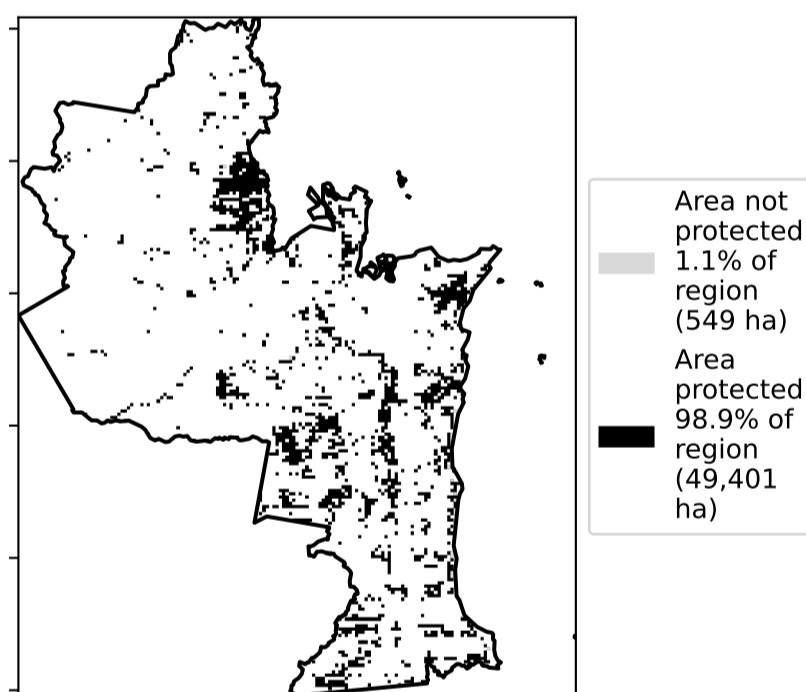 Area not
protected
1.1% of
region
(549 ha)
Area
protected
98.9% of
region
(49,401
ha)